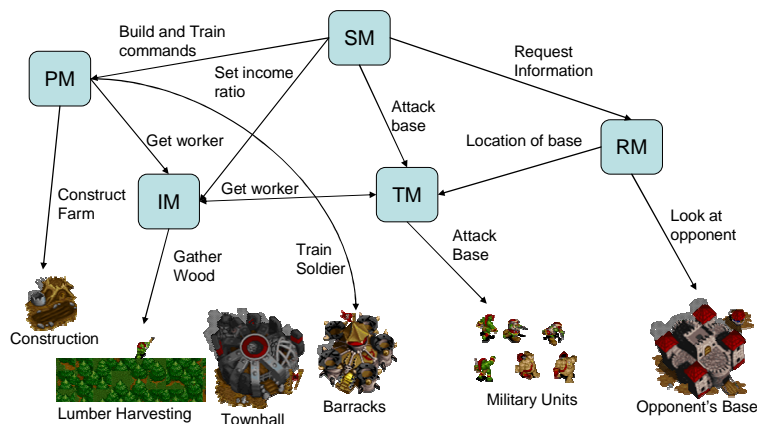 Build and Train
commands
SM
Request
Information
PM
Set income
ratio
Attack
base
Get worker
Location of base
RM
Construct
Farm
IM
Get worker
TM
Look at
opponent
Gather
Wood
Train
Soldier
Attack
Base
Construction
Lumber Harvesting
Townhall
Barracks
Military Units
Opponent's Base